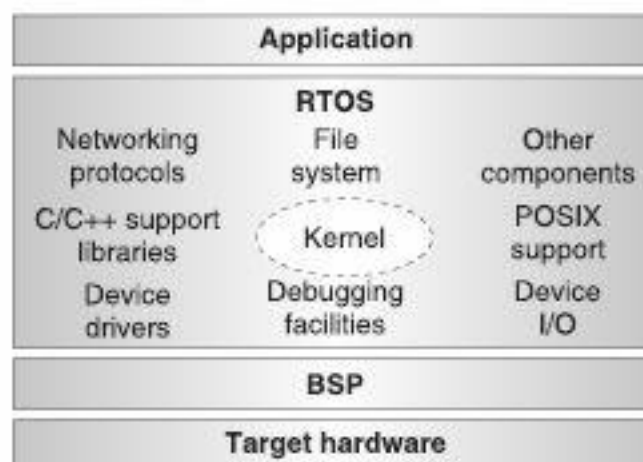 Application
RTOS
Networking
protocols
File
system
Other
components
C/C++ support
libraries
Kernel
POSIX
support
Device
drivers
Debugging
facilities
Device
I/O
BSP
Target hardware